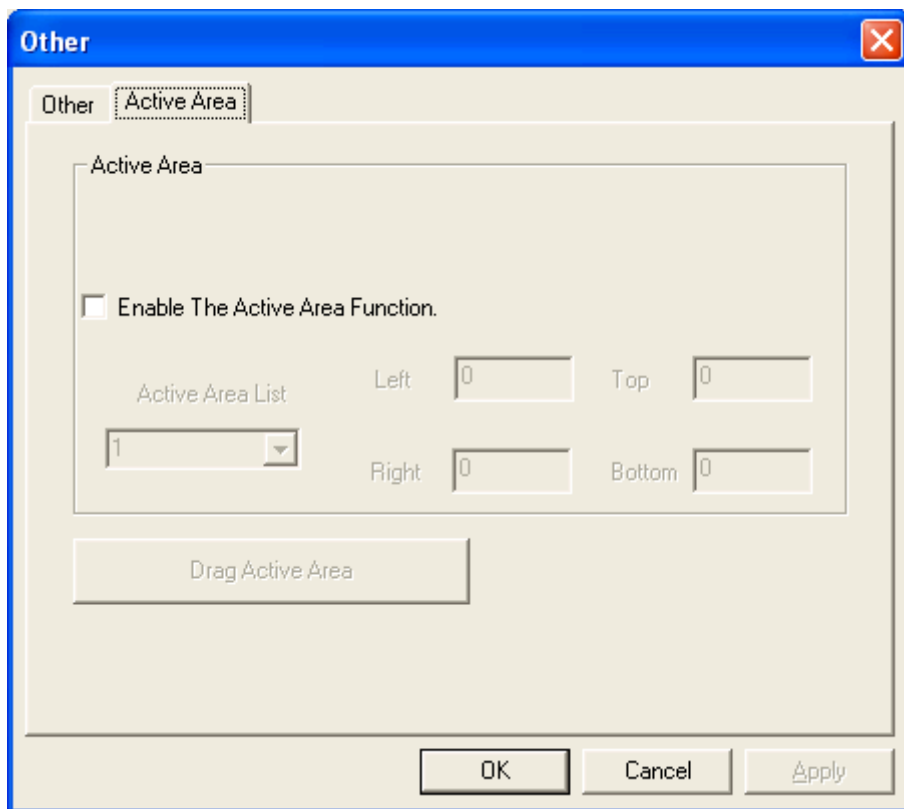 Other
Other Active Area
Active Area
Enable The Active Area Function.
Active Area List
1
Left 0 Top 0
Right 0 Bottom 0
Drag Active Area
OK Cancel Apply